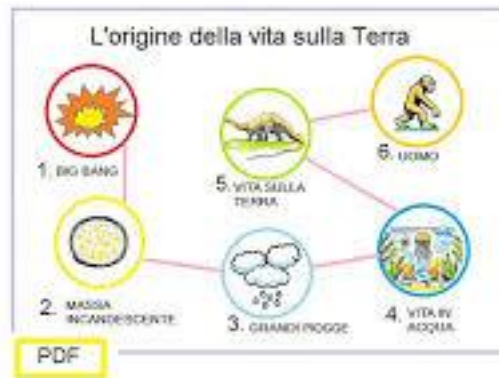 L'origine della vita sulla Terra
1. BIG BANG
2. MASSA
INCANDESCENTE
3. GRANDI PIOGGE
4. VITA IN
ACQUA
5. VITA SULLA
TERRA
6. UOMO
PDF